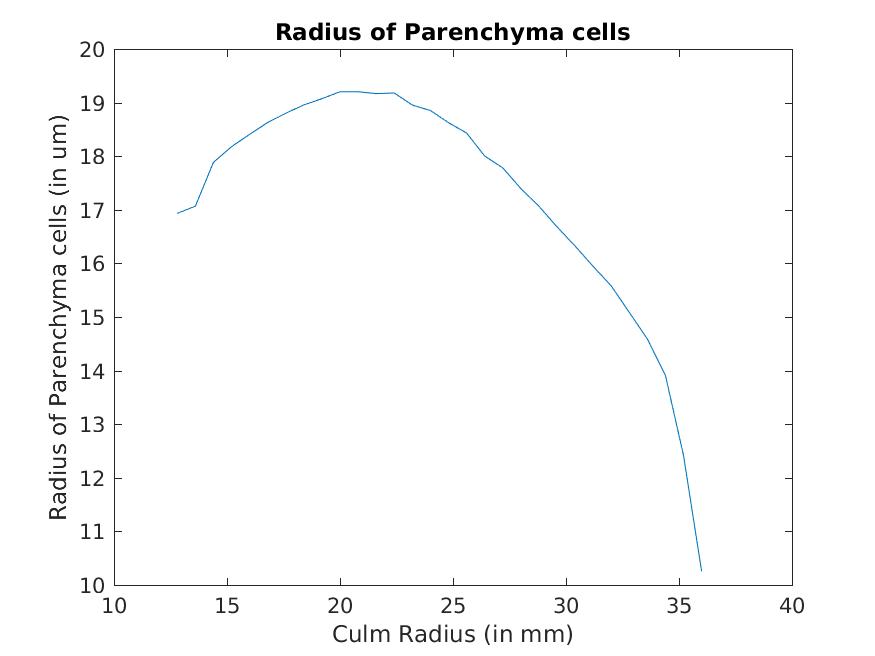 Radius of Parenchyma cells
20
19
18
17
16
15
14
13
12
11
10
Radius of Parenchyma cells (in um)
10 15 20 25 30 35 40
Culm Radius (in mm)